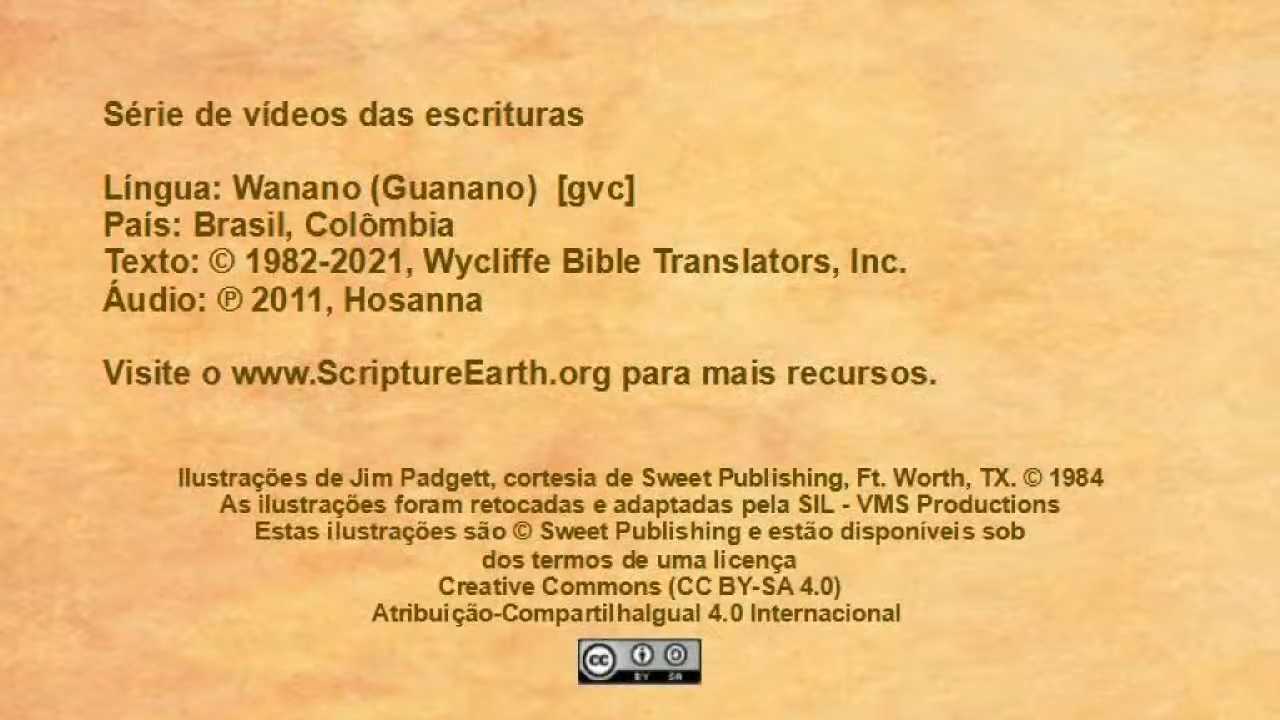 Série de vídeos das escrituras
Língua: Wanano (Guanano) [gvc]
País: Brasil, Colômbia
Texto: © 1982-2021, Wycliffe Bible Translators, Inc.
Áudio: ℗ 2011, Hosanna
Visite o www.ScriptureEarth.org para mais recursos.
Ilustrações de Jim Padgett, cortesia de Sweet Publishing, Ft. Worth, TX. © 1984
As ilustrações foram retocadas e adaptadas pela SIL - VMS Productions
Estas ilustrações são © Sweet Publishing e estão disponíveis sob
dos termos de uma licença
Creative Commons (CC BY-SA 4.0)
Atribuição-CompartilhaIgual 4.0 Internacional
cc BY SA